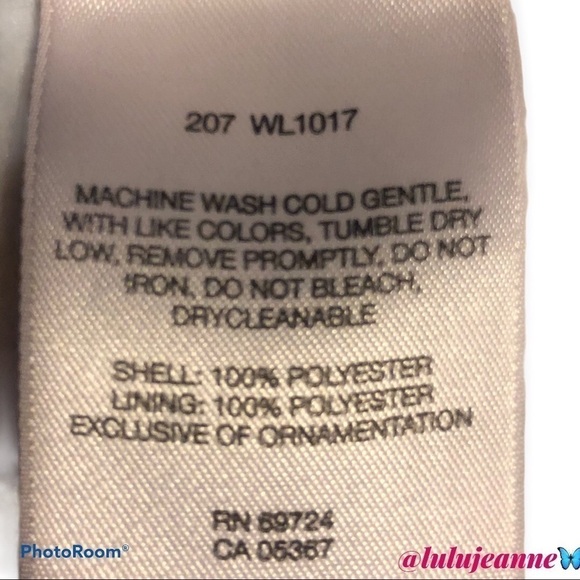 207 WL1017
MACHINE WASH COLD GENTLE,
WITH LIKE COLORS, TUMBLE DRY
LOW, REMOVE PROMPTLY, DO NOT
IRON, DO NOT BLEACH,
DRYCLEANABLE
SHELL: 100% POLYESTER
LINING: 100% POLYESTER
EXCLUSIVE OF ORNAMENTATION
RN 69724
CA 05367
PhotoRoom®
@lulujeanne🦋